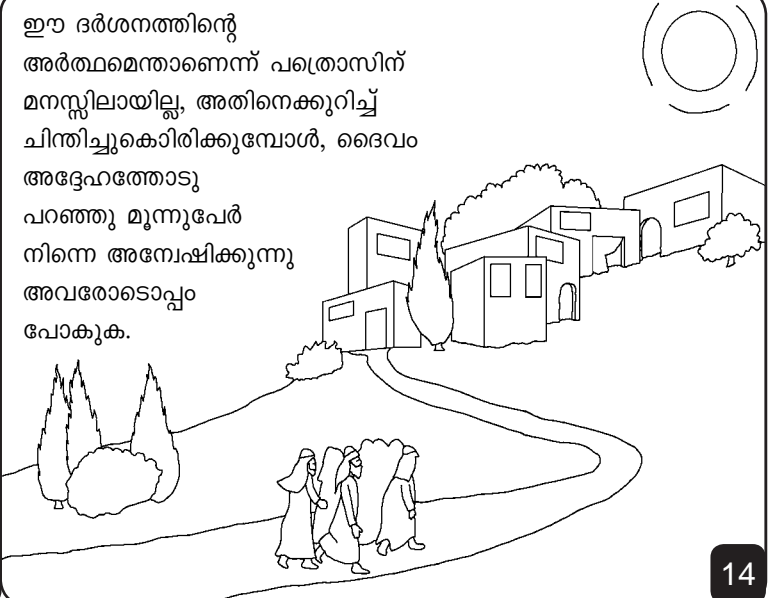 ഈ ദർശനത്തിന്റെ
അർത്ഥമെന്താണെന്ന് പത്രൊസിന്
മനസ്സിലായില്ല, അതിനെക്കുറിച്ച്
ചിന്തിച്ചുകൊിരിക്കുമ്പോൾ, ദൈവം
അദ്ദേഹത്തോടു
പറഞ്ഞു മൂന്നുപേർ
നിന്നെ അന്വേഷിക്കുന്നു
അവരോടൊപ്പം
പോകുക.
14